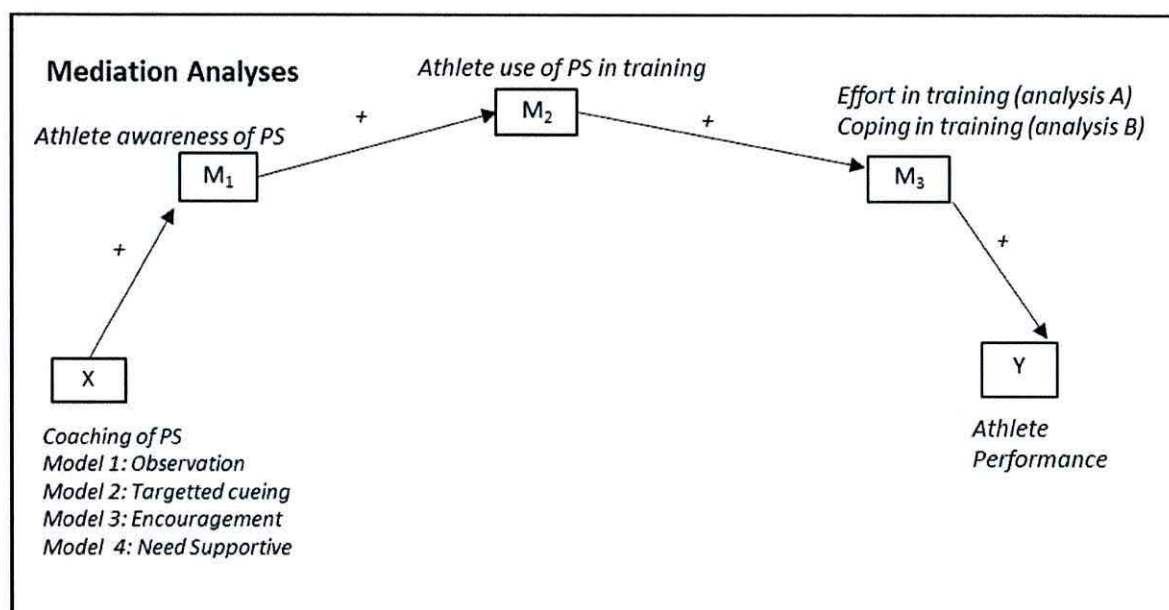 Mediation Analyses
Athlete use of PS in training
Effort in training (analysis A)
Coping in training (analysis B)
Athlete awareness of PS
+
M₂
+
M₁
M₃
+
+
X
Y
Coaching of PS
Model 1: Observation
Model 2: Targetted cueing
Model 3: Encouragement
Model 4: Need Supportive
Athlete
Performance